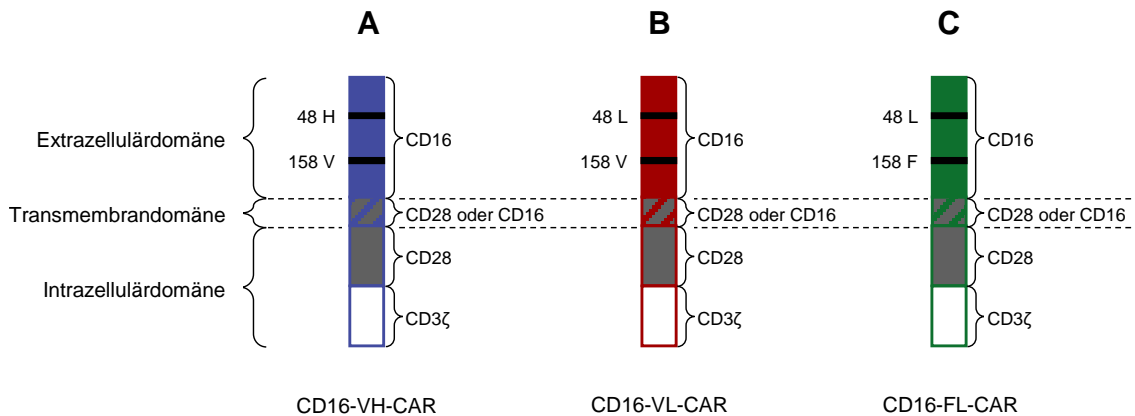 A B C
48 H 48 L 48 L
Extrazellulärdomäne CD16 CD16 CD16
158 V 158 V 158 F
Transmembrandomäne CD28 oder CD16 CD28 oder CD16 CD28 oder CD16
CD28 CD28 CD28
Intrazellulärdomäne
CD3ζ CD3ζ CD3ζ
CD16-VH-CAR CD16-VL-CAR CD16-FL-CAR